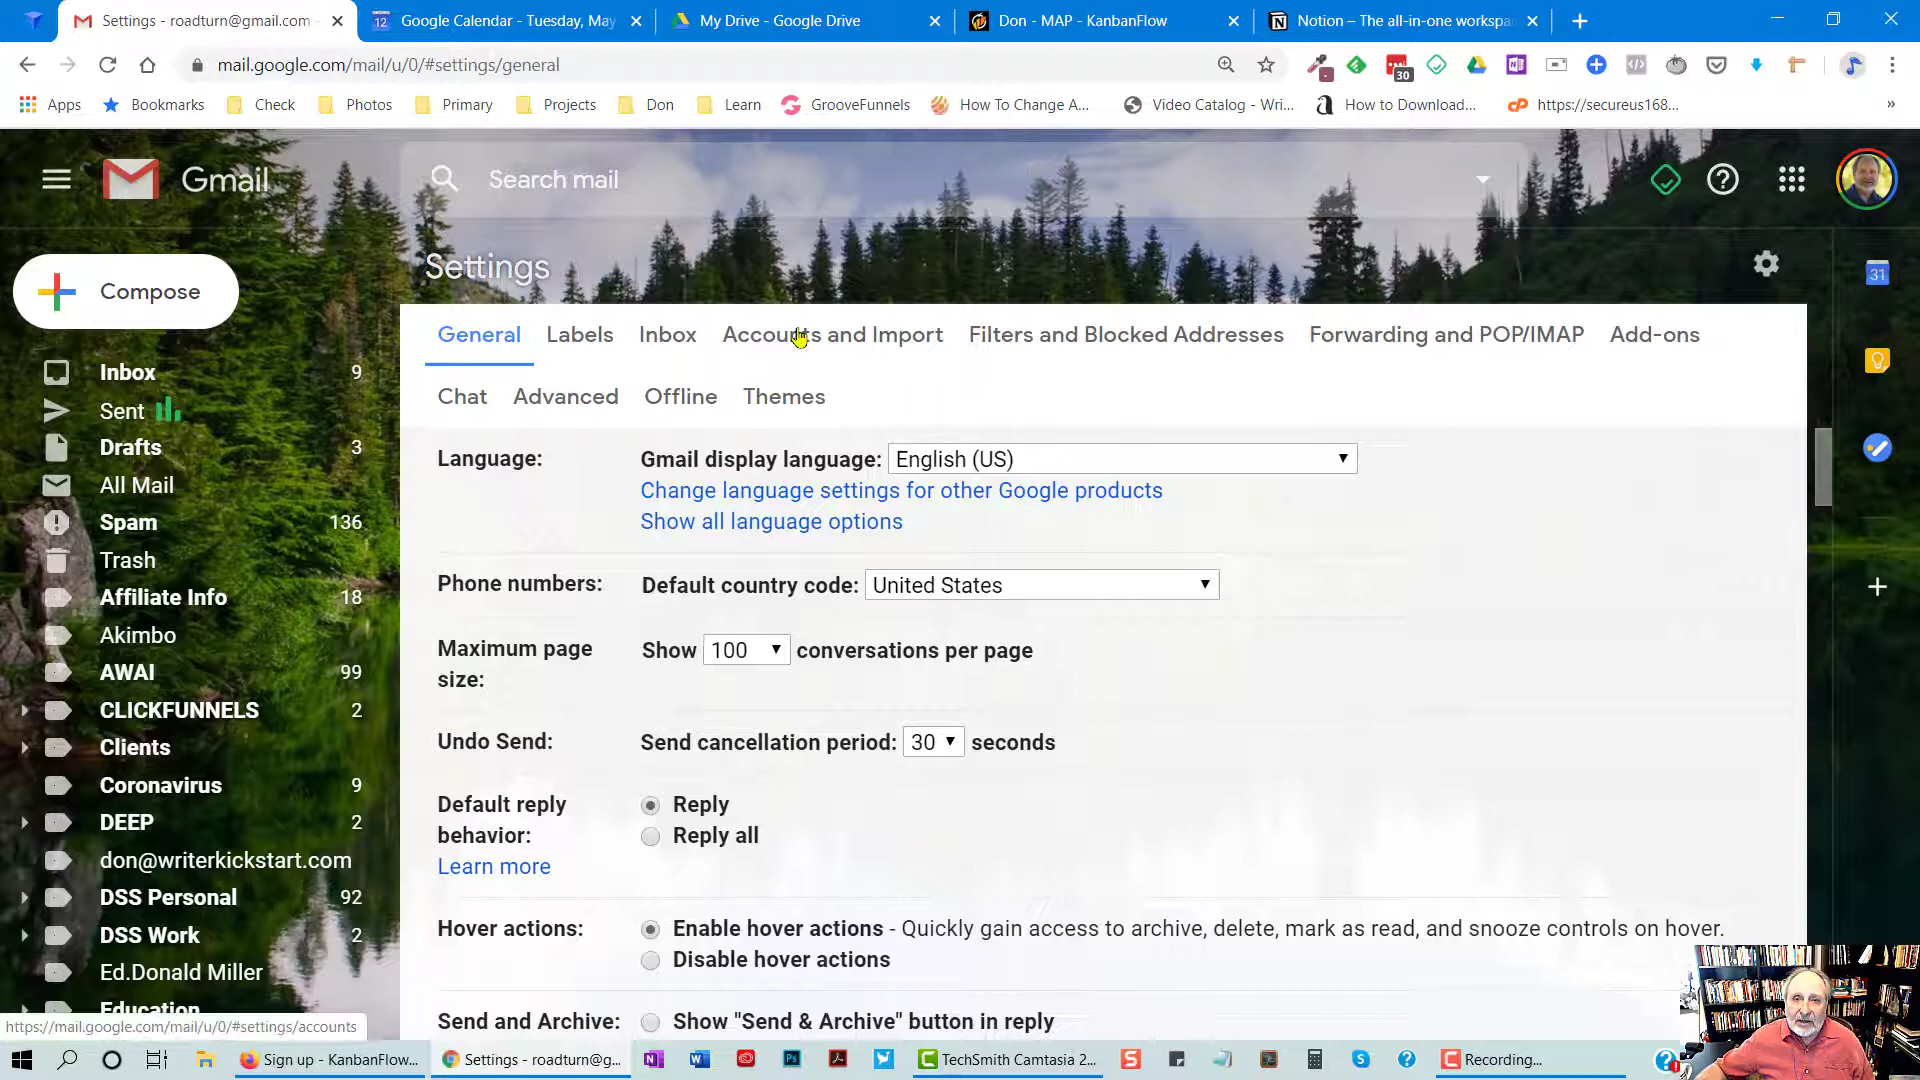 Settings - roadturn@gmail.com
Google Calendar - Tuesday, May
My Drive - Google Drive
Don - MAP - KanbanFlow
Notion – The all-in-one workspa
mail.google.com/mail/u/0/#settings/general
30
Apps
Bookmarks
Check
Photos
Primary
Projects
Don
Learn
GrooveFunnels
How To Change A...
Video Catalog - Wri...
How to Download...
https://secureus168...
»
Gmail
Search mail
Settings
31
Compose
General
Labels
Inbox
Accounts and Import
Filters and Blocked Addresses
Forwarding and POP/IMAP
Add-ons
Chat
Advanced
Offline
Themes
Inbox 9
Sent
Drafts 3
All Mail
Spam 136
Trash
Affiliate Info 18
Akimbo
AWAI 99
CLICKFUNNELS 2
Clients
Coronavirus 9
DEEP 2
don@writerkickstart.com
DSS Personal 92
DSS Work 2
Ed.Donald Miller
Education
Language:
Gmail display language: English (US)
Change language settings for other Google products
Show all language options
Phone numbers:
Default country code: United States
Maximum page
size:
Show 100 conversations per page
Undo Send:
Send cancellation period: 30 seconds
Default reply
behavior:
Learn more
Reply
Reply all
Hover actions:
Enable hover actions - Quickly gain access to archive, delete, mark as read, and snooze controls on hover.
Disable hover actions
Send and Archive:
Show "Send & Archive" button in reply
https://mail.google.com/mail/u/0/#settings/accounts
Sign up - KanbanFlow...
Settings - roadturn@g...
TechSmith Camtasia 2...
Recording...